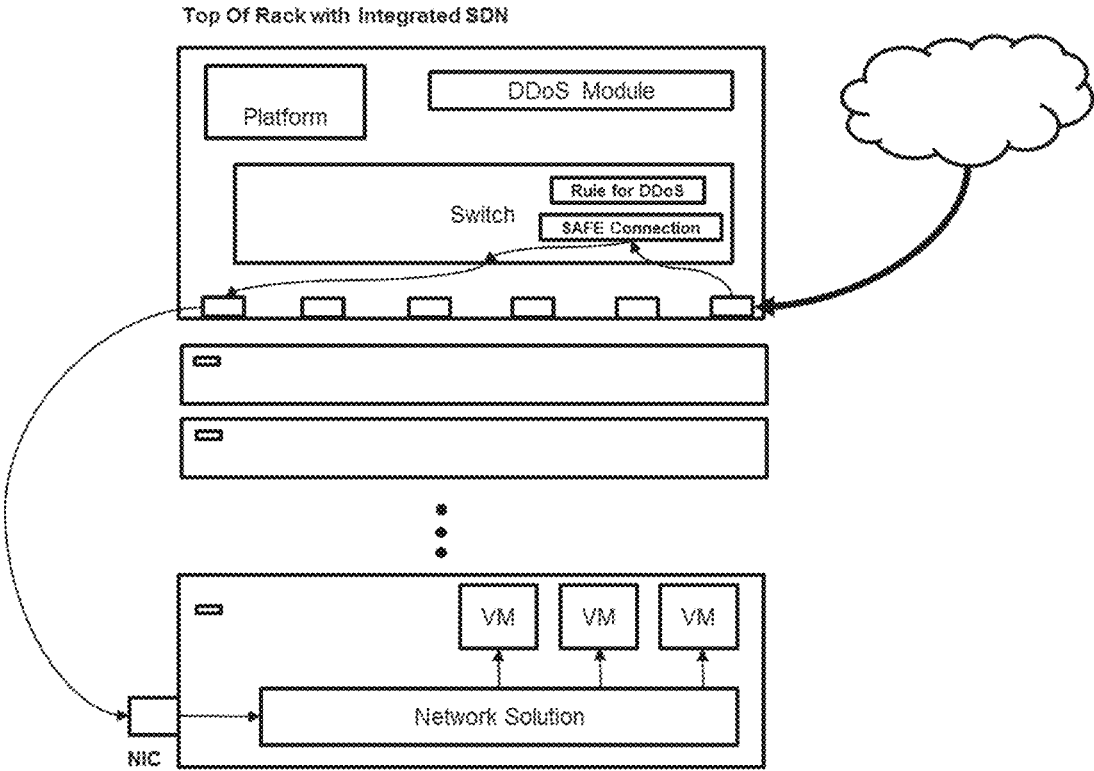 Top Of Rack with Integrated SDN
Platform
DDoS Module
Switch
Rule for DDoS
SAFE Connection
VM
VM
VM
Network Solution
NIC